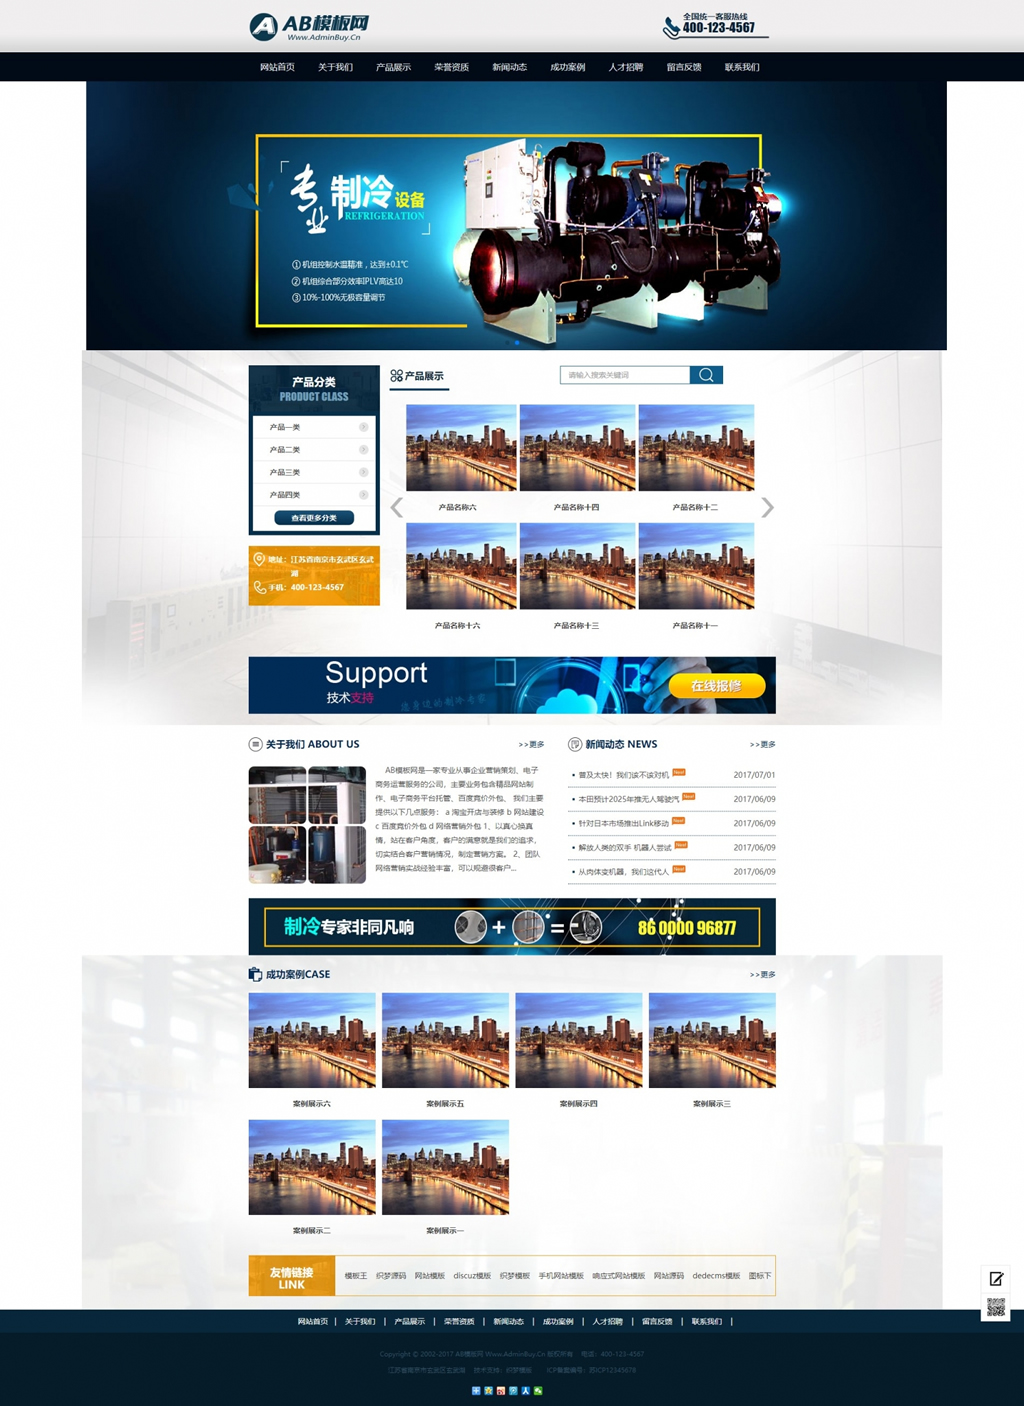 AB模板网
Www.AdminBuy.Cn
全国统一客服热线
400-123-4567
网站首页 关于我们 产品展示 荣誉资质 新闻动态 成功案例 人才招聘 留言反馈 联系我们
专业 制冷设备
REFRIGERATION
① 机组控制水温精准，达到±0.1℃
② 机组综合部分效率IPLV高达10
③ 10%-100%无极容量调节
产品分类
PRODUCT CLASS
产品一类
产品二类
产品三类
产品四类
查看更多分类
地址：江苏省南京市玄武区玄武湖
手机：400-123-4567
产品展示
请输入搜索关键词
产品名称六 产品名称十四 产品名称十二
产品名称十六 产品名称十三 产品名称十一
Support
技术支持
在线报修
关于我们 ABOUT US >>更多
AB模板网是一家专业从事企业营销策划、电子
商务运营服务的公司，主要业务包含精品网站制
作、电子商务平台托管、百度竞价外包、 我们主要
提供以下几点服务： a 淘宝开店与装修 b 网站建设
c 百度竞价外包 d 网络营销外包 1、以真心换真
情，站在客户角度，客户的满意就是我们的追求，
切实结合客户营销情况，制定营销方案。 2、团队
网络营销实战经验丰富，可以规避很客户...
新闻动态 NEWS >>更多
普及太快！我们该不该对机 New! 2017/07/01
本田预计2025年推无人驾驶汽 New! 2017/06/09
针对日本市场推出Link移动 New! 2017/06/09
解放人类的双手 机器人尝试 New! 2017/06/09
从肉体变机器，我们这代人 New! 2017/06/09
制冷专家非同凡响 + = 86 0000 96877
成功案例CASE >>更多
案例展示六 案例展示五 案例展示四 案例展示三
案例展示二 案例展示一
友情链接
LINK
模板王 织梦源码 网站模版 discuz模版 织梦模板 手机网站模版 响应式网站模版 网站源码 dedecms模版 图标下
网站首页 | 关于我们 | 产品展示 | 荣誉资质 | 新闻动态 | 成功案例 | 人才招聘 | 留言反馈 | 联系我们 |
Copyright © 2002-2017 AB模板网 Www.AdminBuy.Cn 版权所有 电话：400-123-4567
江苏省南京市玄武区玄武湖 技术支持：织梦模板 ICP备案编号：苏ICP12345678